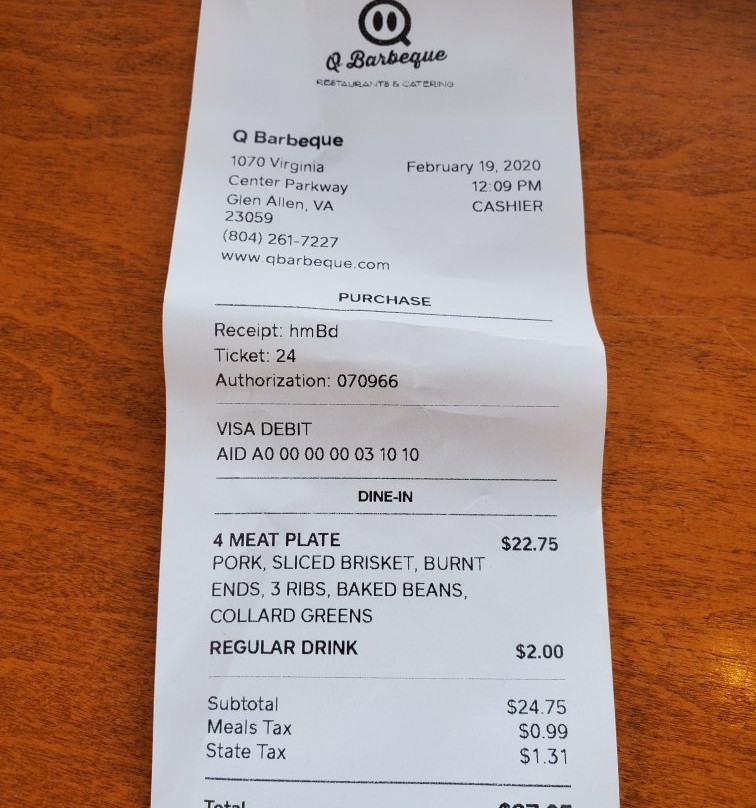 Q Barbeque
RESTAURANTS & CATERING
Q Barbeque
1070 Virginia
Center Parkway
Glen Allen, VA
23059
(804) 261-7227
www.qbarbeque.com
February 19, 2020
12:09 PM
CASHIER
PURCHASE
Receipt: hmBd
Ticket: 24
Authorization: 070966
VISA DEBIT
AID A0 00 00 00 03 10 10
DINE-IN
4 MEAT PLATE $22.75
PORK, SLICED BRISKET, BURNT
ENDS, 3 RIBS, BAKED BEANS,
COLLARD GREENS
REGULAR DRINK $2.00
Subtotal $24.75
Meals Tax $0.99
State Tax $1.31
Total